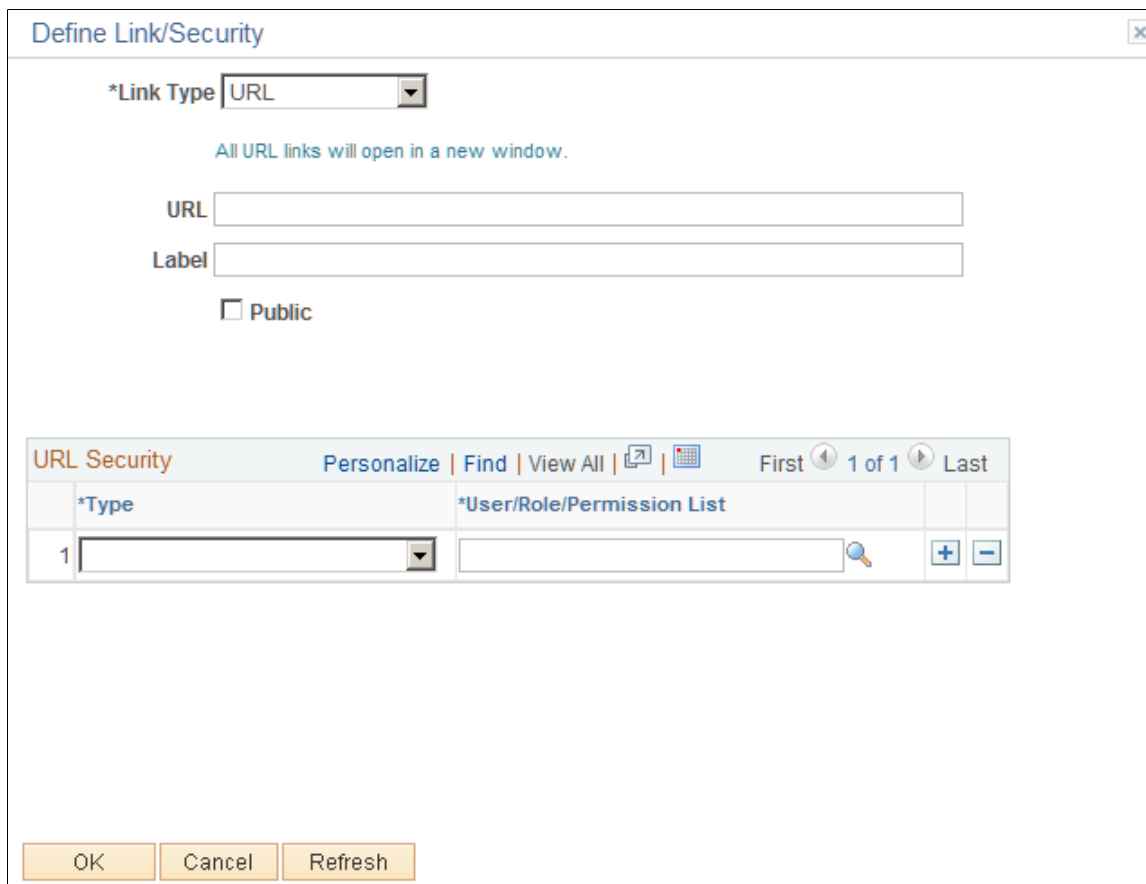 Define Link/Security
*Link Type URL
All URL links will open in a new window.
URL
Label
Public
URL Security Personalize | Find | View All | | First 1 of 1 Last
*Type *User/Role/Permission List
1
OK Cancel Refresh